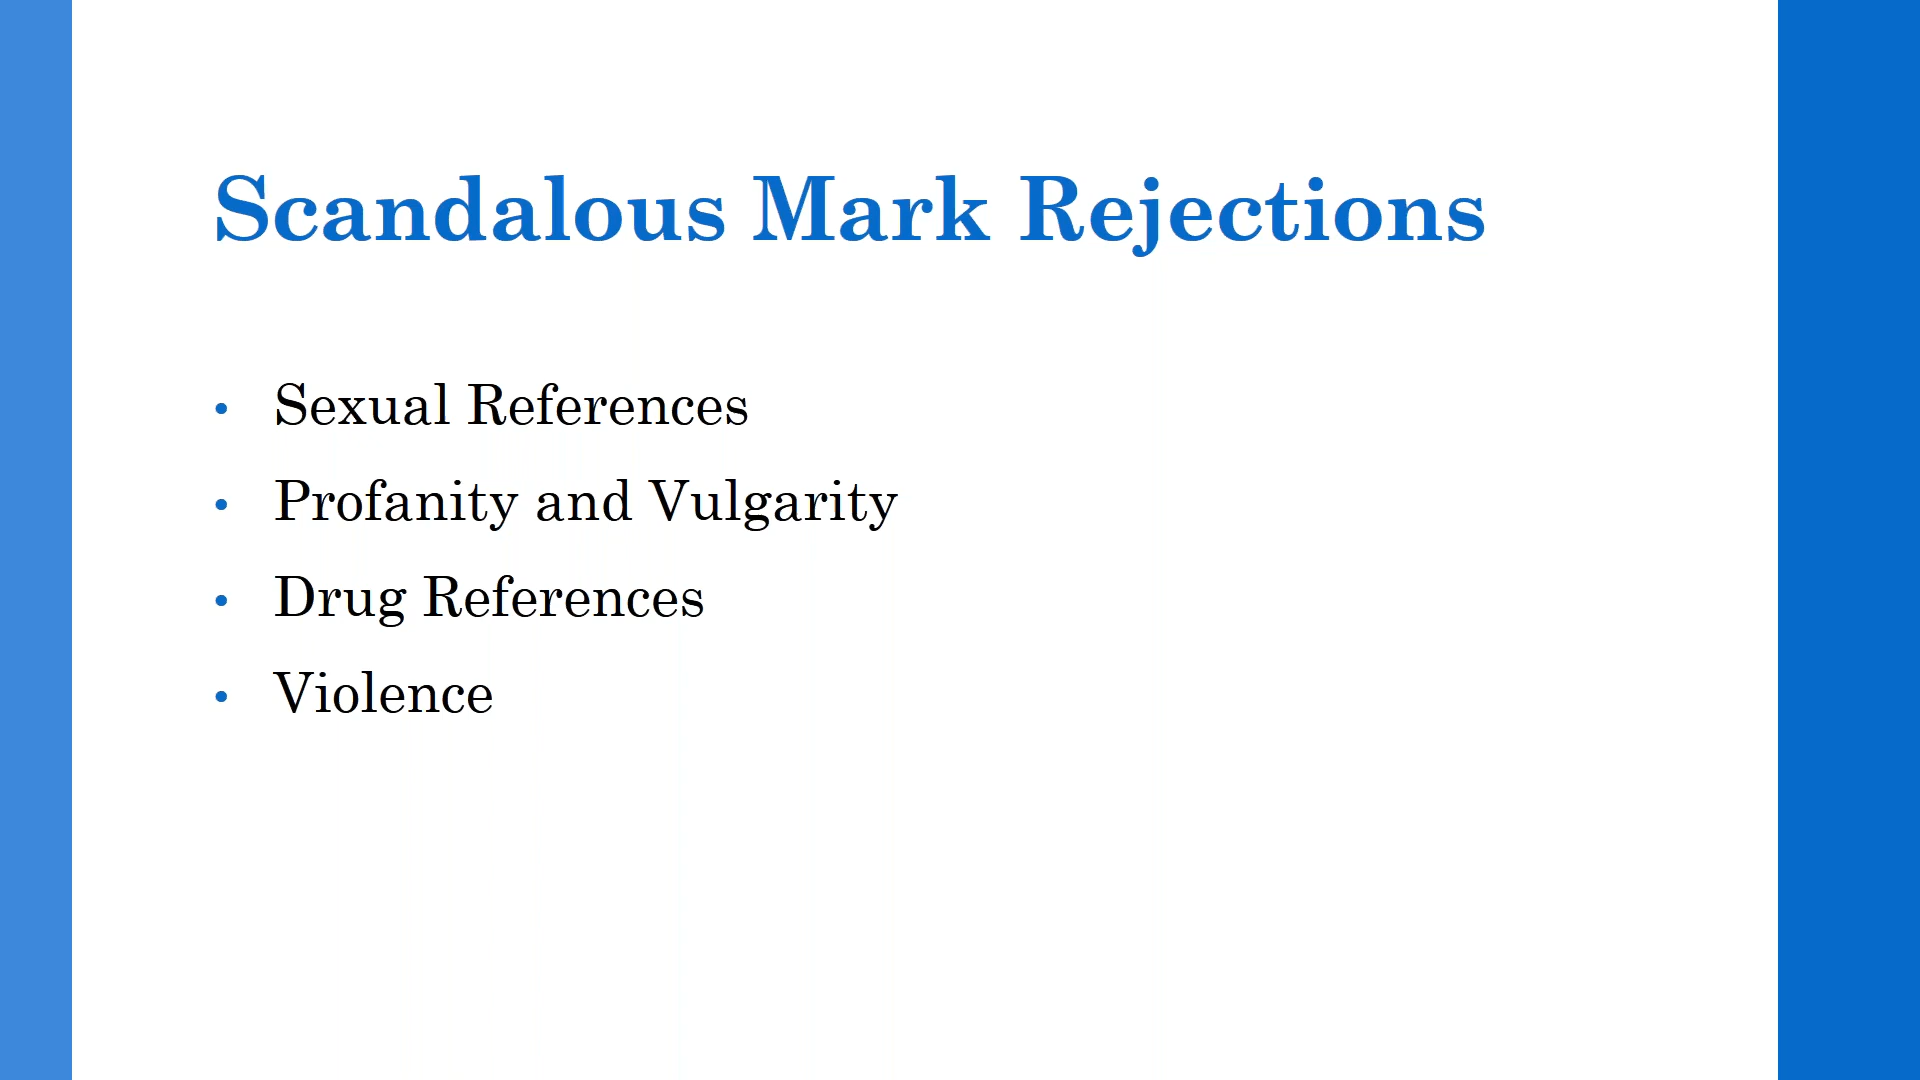 Scandalous Mark Rejections
• Sexual References
• Profanity and Vulgarity
• Drug References
• Violence